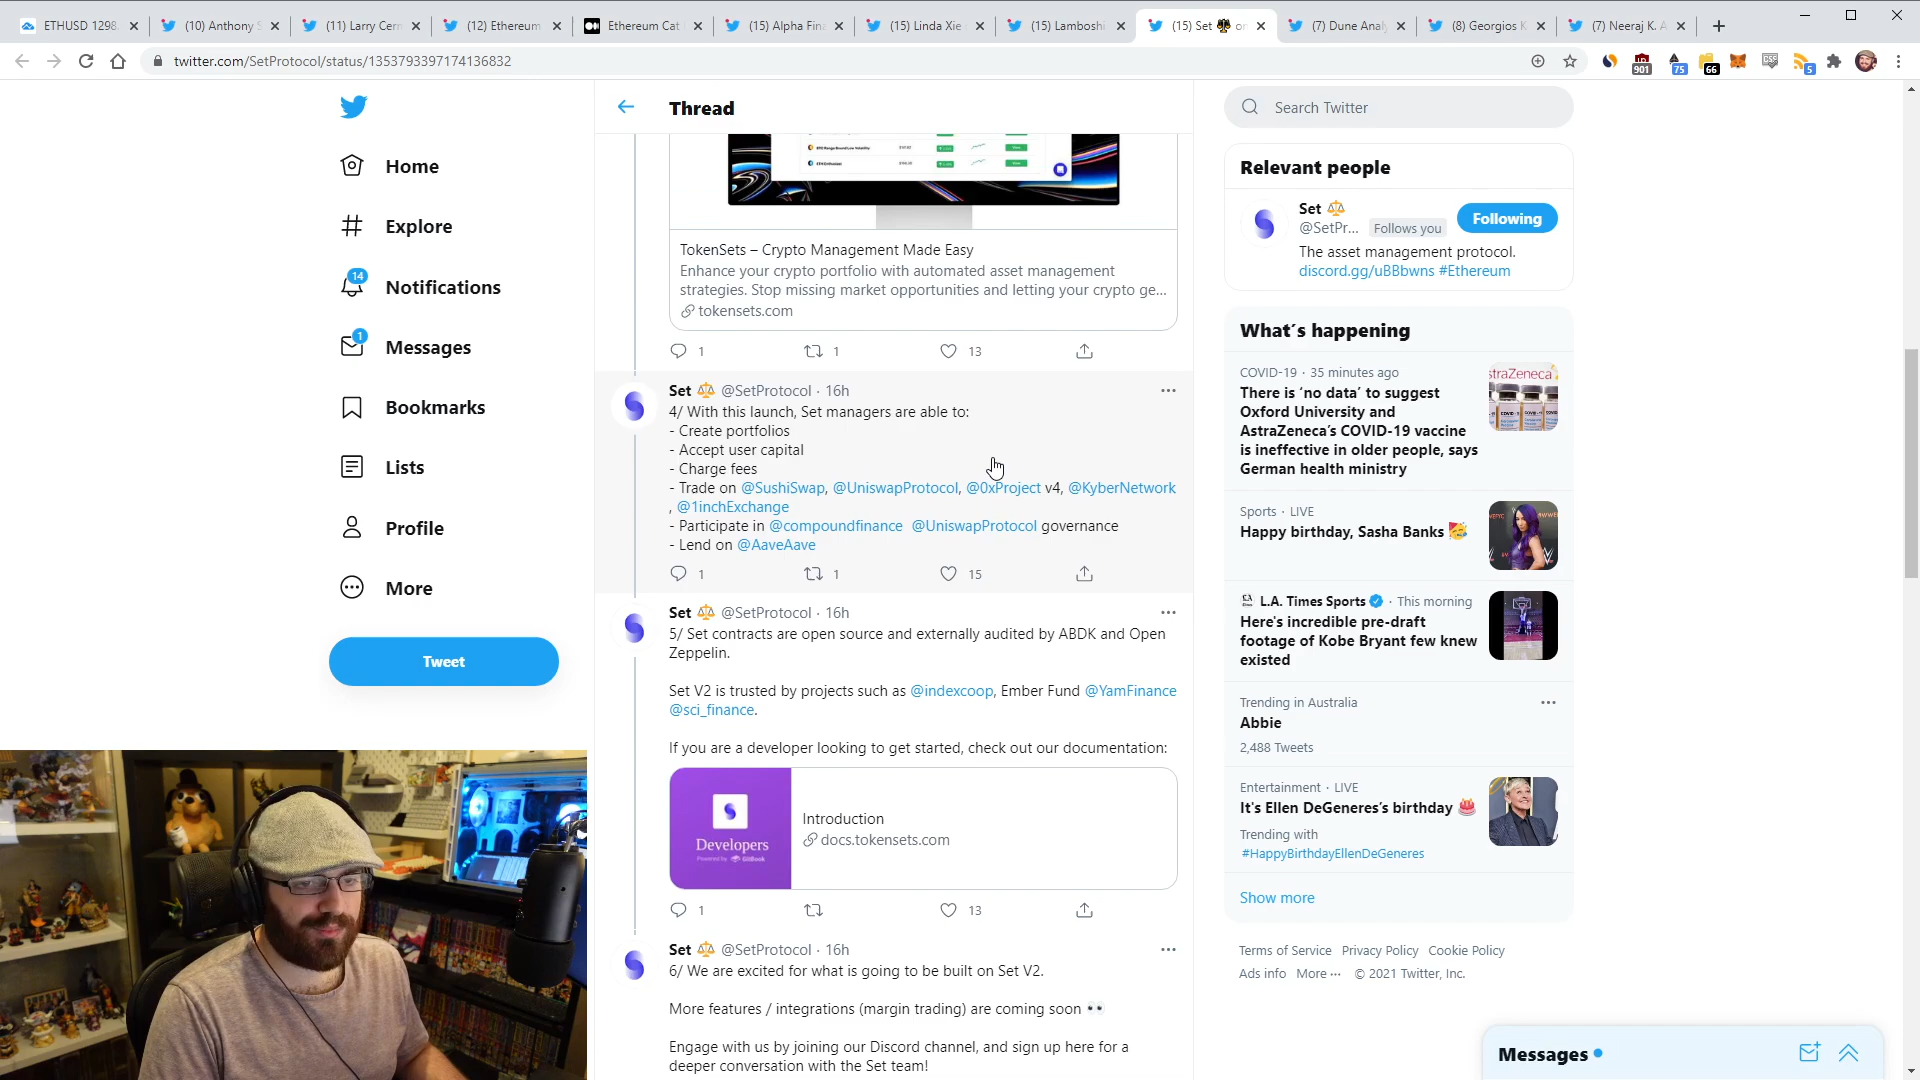 ETHUSD 1298.
(10) Anthony S
(11) Larry Cerm
(12) Ethereum
Ethereum Cat H
(15) Alpha Fina
(15) Linda Xie
(15) Lamboshi
(15) Set on
(7) Dune Analy
(8) Georgios K
(7) Neeraj K. A
twitter.com/SetProtocol/status/1353793397174136832
901
75
66
5
Home
Explore
14
Notifications
1
Messages
Bookmarks
Lists
Profile
More
Tweet
Thread
TokenSets – Crypto Management Made Easy
Enhance your crypto portfolio with automated asset management
strategies. Stop missing market opportunities and letting your crypto ge...
tokensets.com
1 1 13
Set @SetProtocol · 16h
4/ With this launch, Set managers are able to:
- Create portfolios
- Accept user capital
- Charge fees
- Trade on @SushiSwap, @UniswapProtocol, @0xProject v4, @KyberNetwork
, @1inchExchange
- Participate in @compoundfinance @UniswapProtocol governance
- Lend on @AaveAave
1 1 15
Set @SetProtocol · 16h
5/ Set contracts are open source and externally audited by ABDK and Open
Zeppelin.
Set V2 is trusted by projects such as @indexcoop, Ember Fund @YamFinance
@sci_finance.
If you are a developer looking to get started, check out our documentation:
Developers
Powered by GitBook
Introduction
docs.tokensets.com
1 13
Set @SetProtocol · 16h
6/ We are excited for what is going to be built on Set V2.
More features / integrations (margin trading) are coming soon
Engage with us by joining our Discord channel, and sign up here for a
deeper conversation with the Set team!
Search Twitter
Relevant people
Set
@SetPr... Follows you
Following
The asset management protocol.
discord.gg/uBBbwns #Ethereum
What's happening
COVID-19 · 35 minutes ago
There is 'no data' to suggest
Oxford University and
AstraZeneca's COVID-19 vaccine
is ineffective in older people, says
German health ministry
straZeneca
Sports · LIVE
Happy birthday, Sasha Banks
L.A. Times Sports · This morning
Here's incredible pre-draft
footage of Kobe Bryant few knew
existed
Trending in Australia
Abbie
2,488 Tweets
Entertainment · LIVE
It's Ellen DeGeneres's birthday
Trending with
#HappyBirthdayEllenDeGeneres
Show more
Terms of Service Privacy Policy Cookie Policy
Ads info More ··· © 2021 Twitter, Inc.
Messages